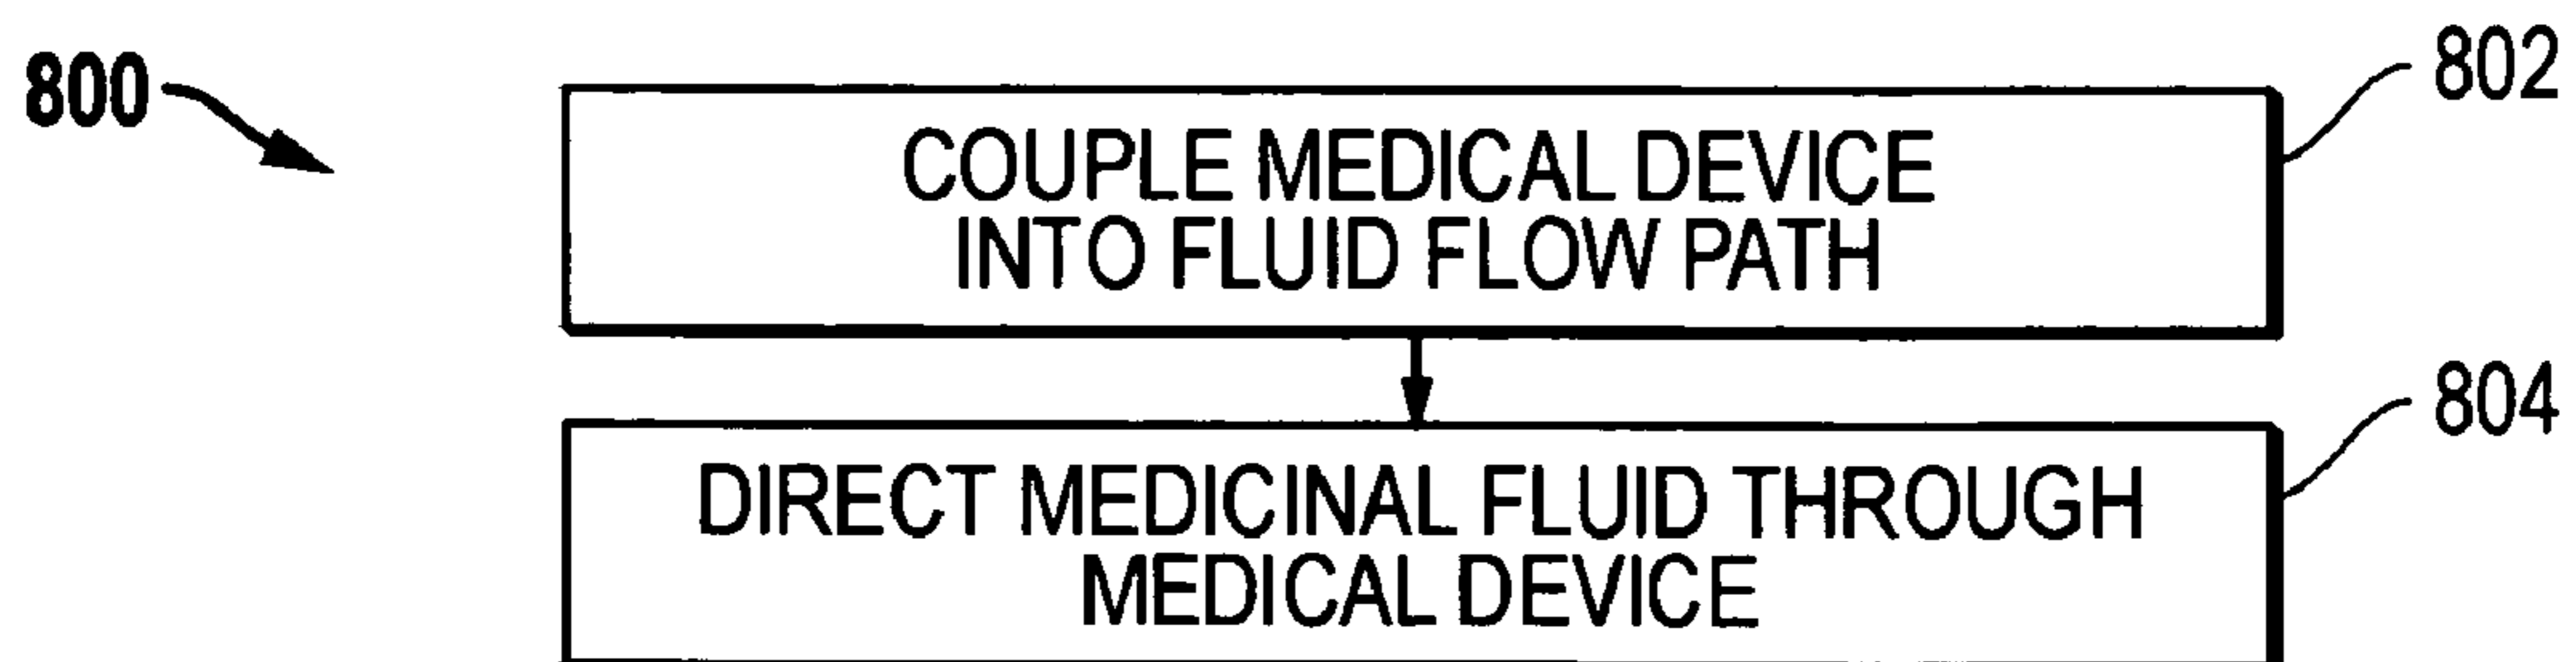 800
802
COUPLE MEDICAL DEVICE
INTO FLUID FLOW PATH
804
DIRECT MEDICINAL FLUID THROUGH
MEDICAL DEVICE